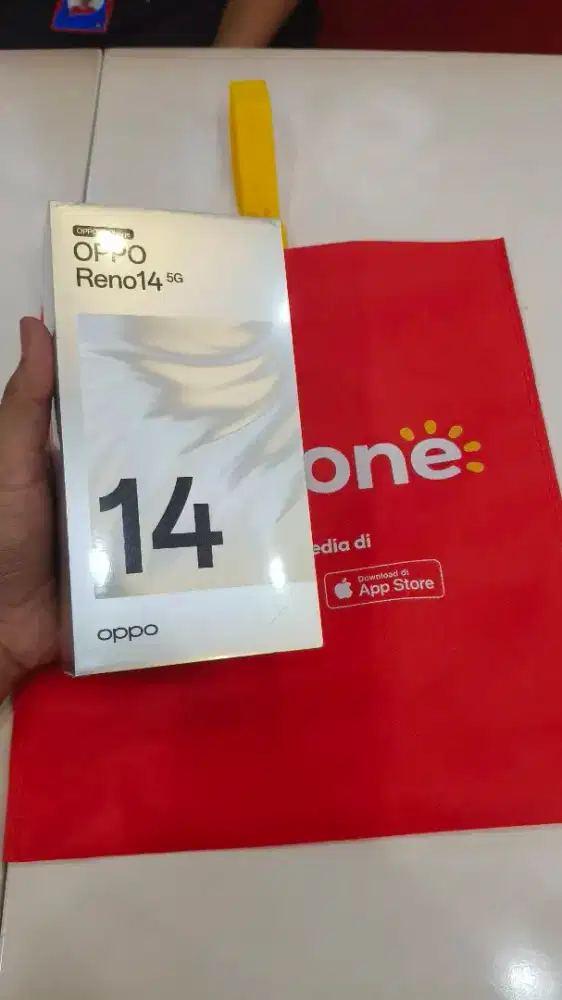 OPPO
Reno14 5G
14
oppo
one
edia di
Download di
App Store